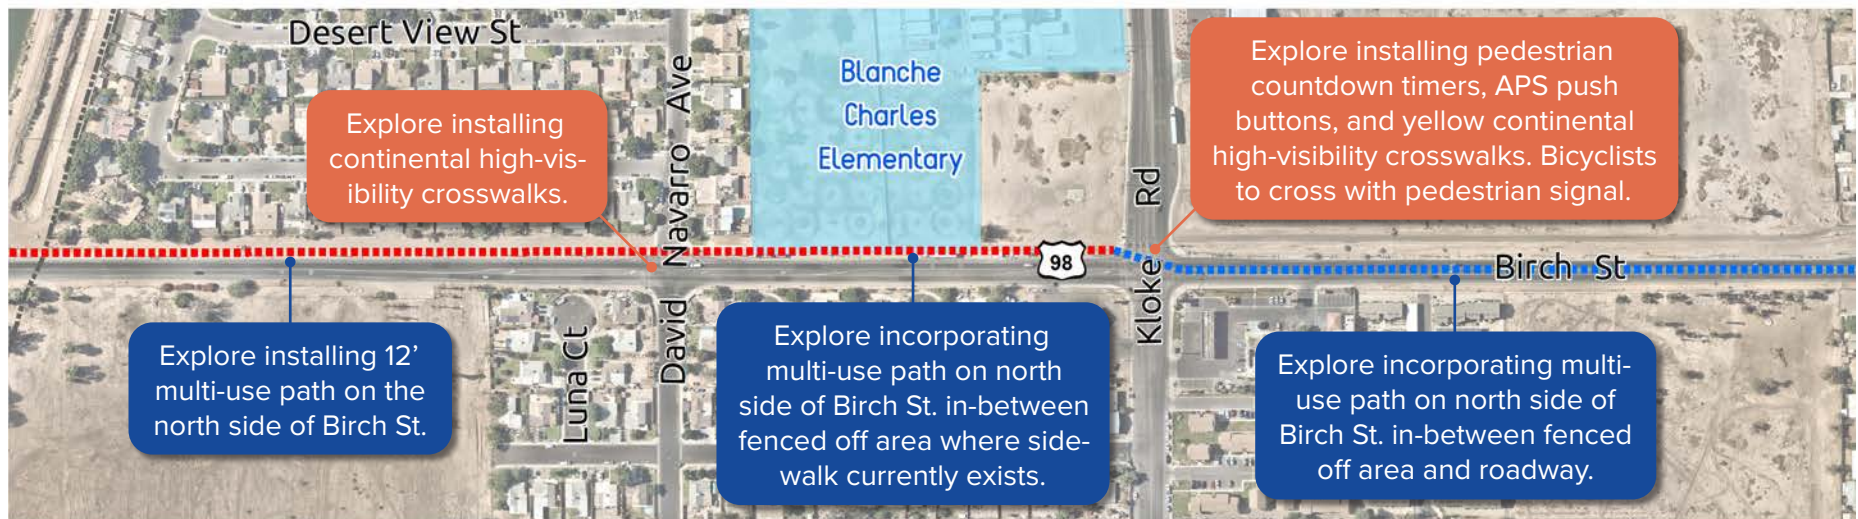 Desert View St
Navarro Ave
Blanche
Charles
Elementary
Explore installing pedestrian
countdown timers, APS push
buttons, and yellow continental
high-visibility crosswalks. Bicyclists
to cross with pedestrian signal.
Explore installing
continental high-vis-
ibility crosswalks.
Kloke Rd
98
Birch St
Luna Ct
David
Explore installing 12’
multi-use path on the
north side of Birch St.
Explore incorporating
multi-use path on north
side of Birch St. in-between
fenced off area where side-
walk currently exists.
Explore incorporating multi-
use path on north side of
Birch St. in-between fenced
off area and roadway.